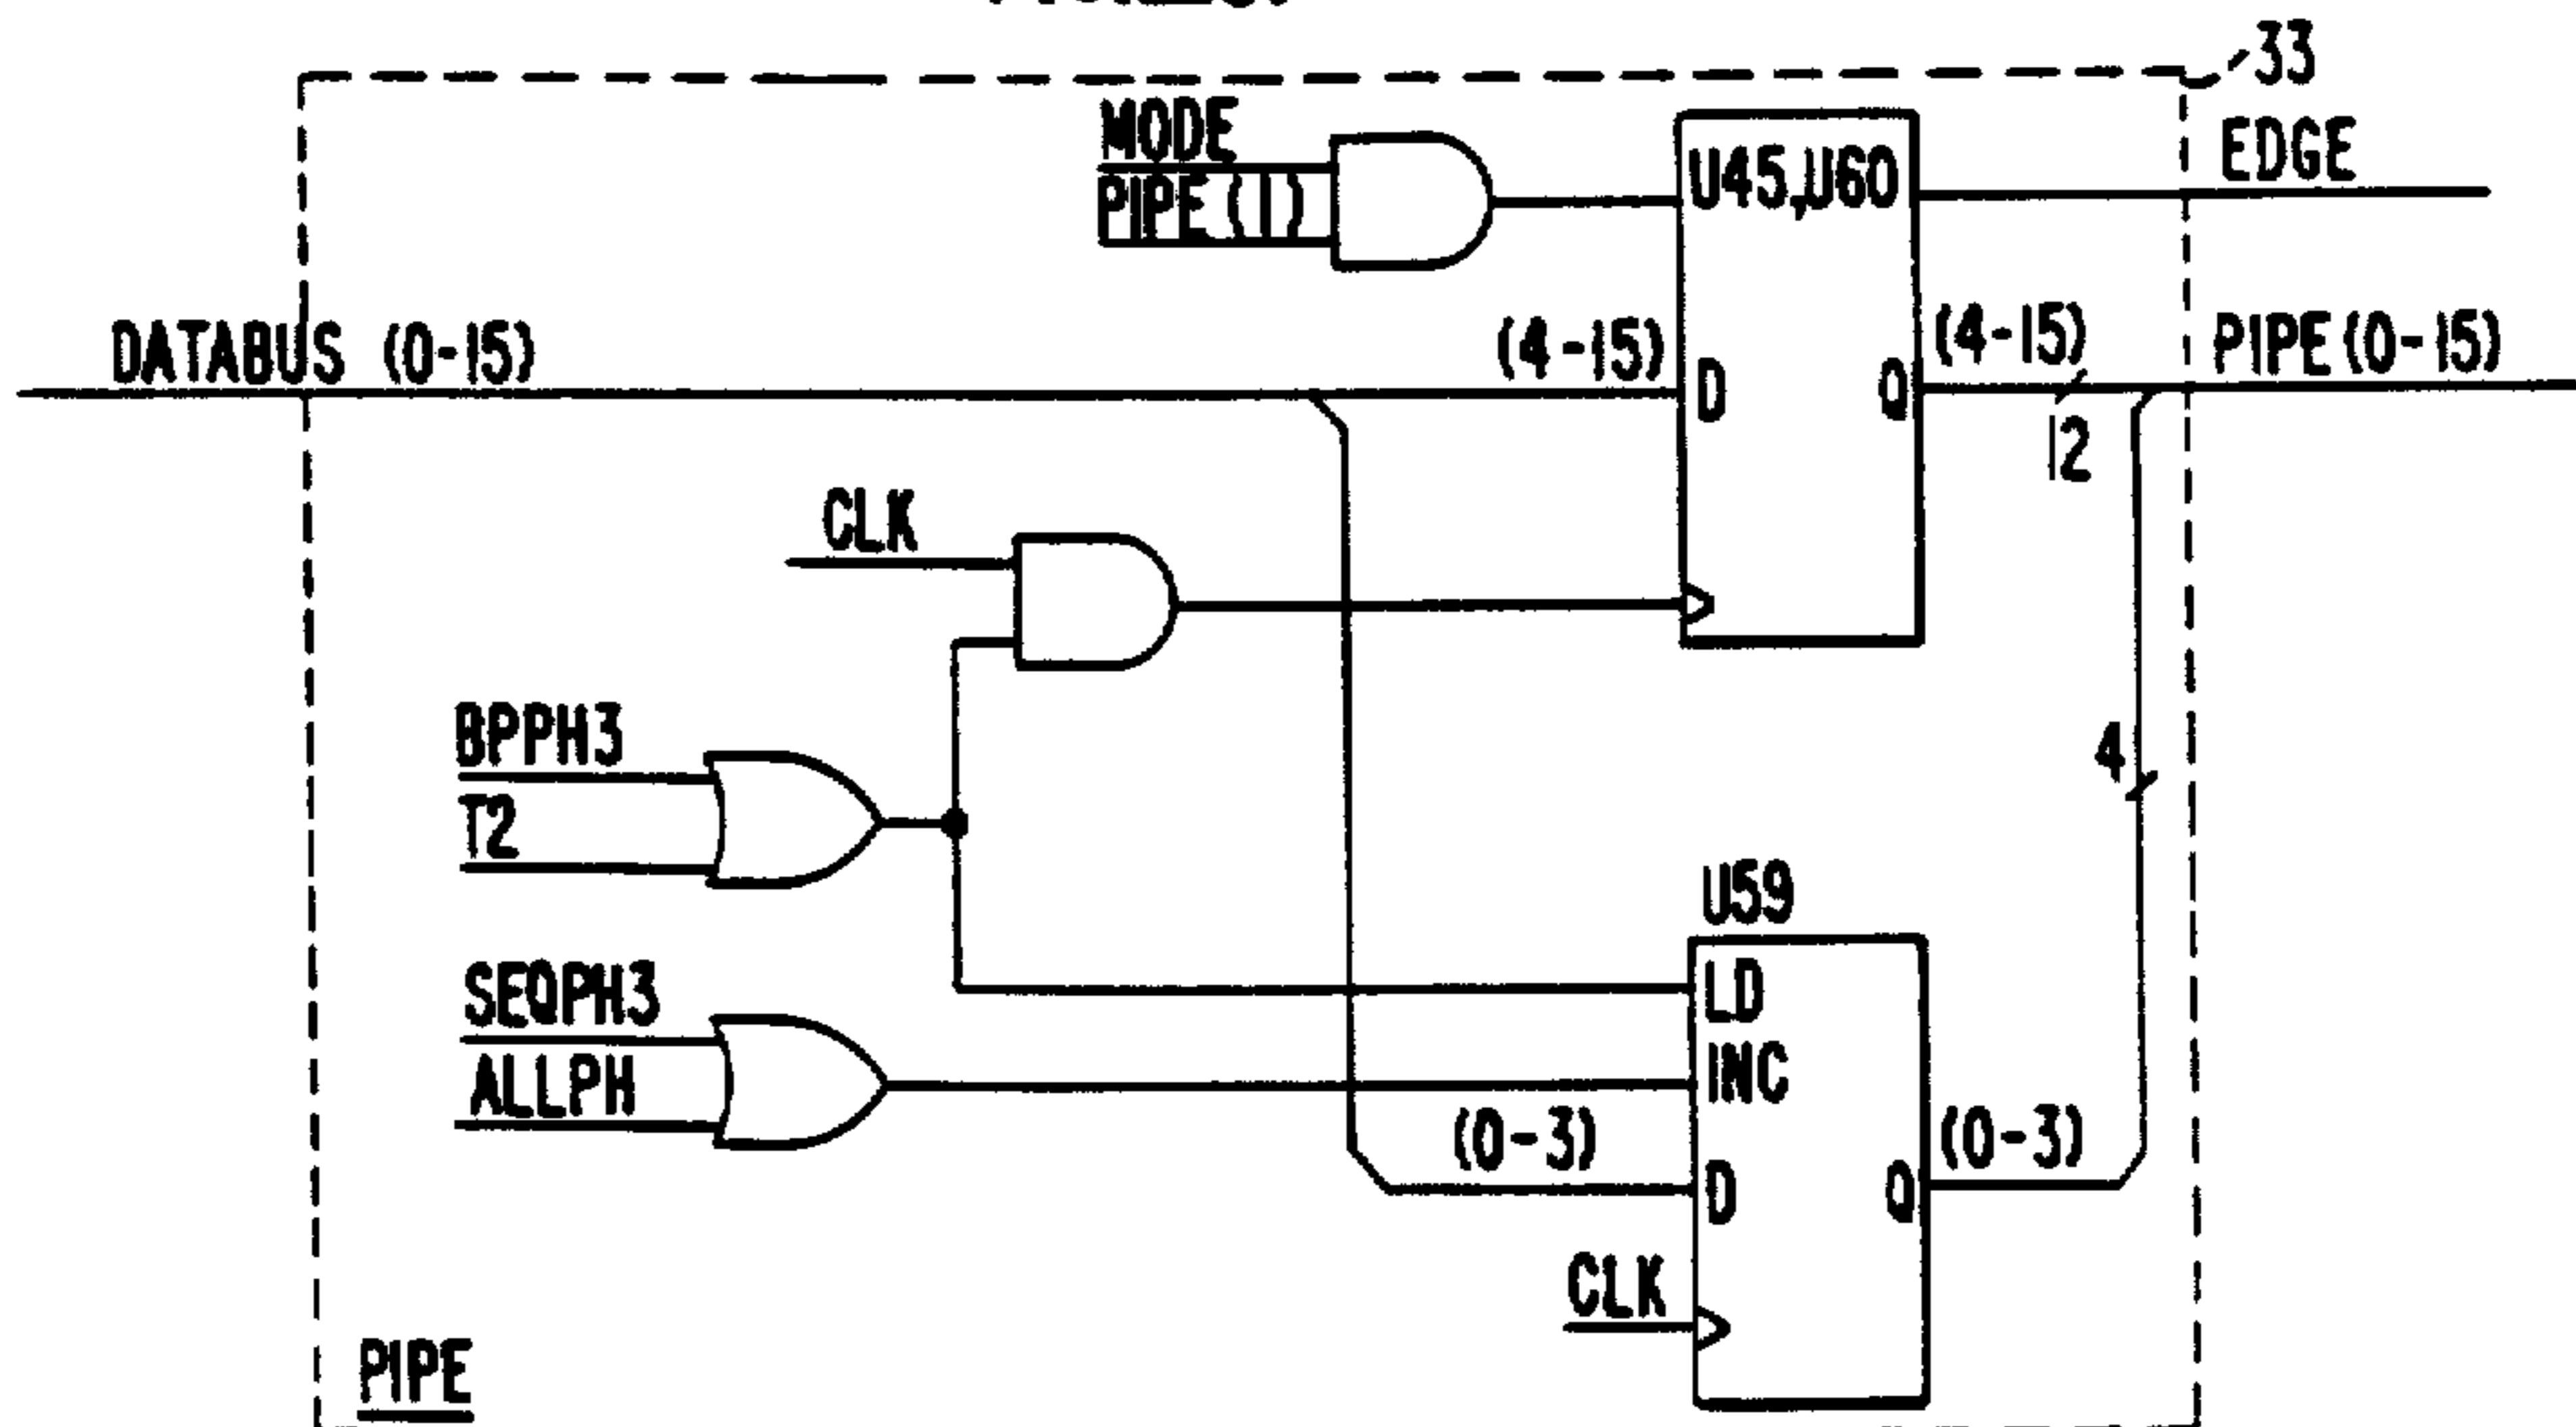 33
MODE
EDGE
PIPE (1)
U45,U60
DATABUS (0-15)
(4-15)
(4-15)
PIPE (0-15)
D
Q
12
CLK
BPPH3
4
T2
U59
SEQPH3
LD
ALLPH
INC
(0-3)
(0-3)
D
Q
CLK
PIPE